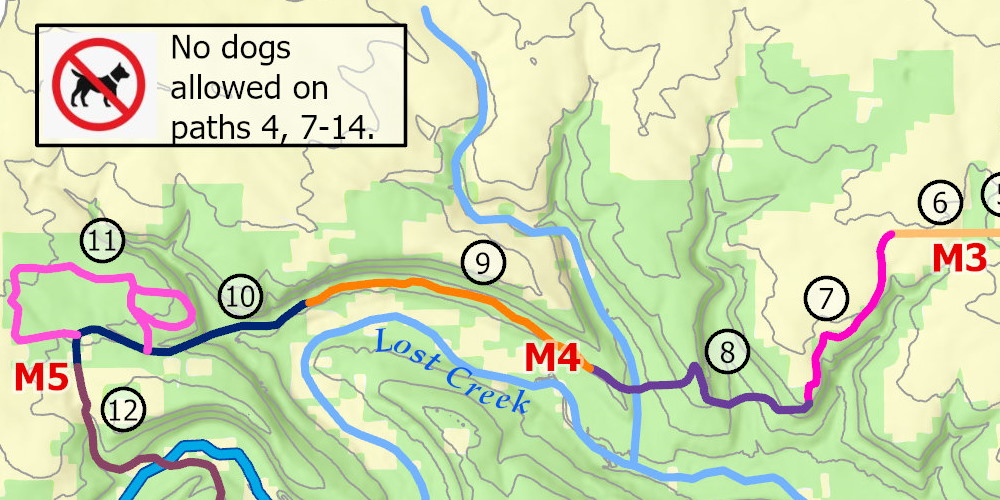 No dogs
allowed on
paths 4, 7-14.
6
M3
11
9
10
7
Lost Creek
M4
8
M5
12